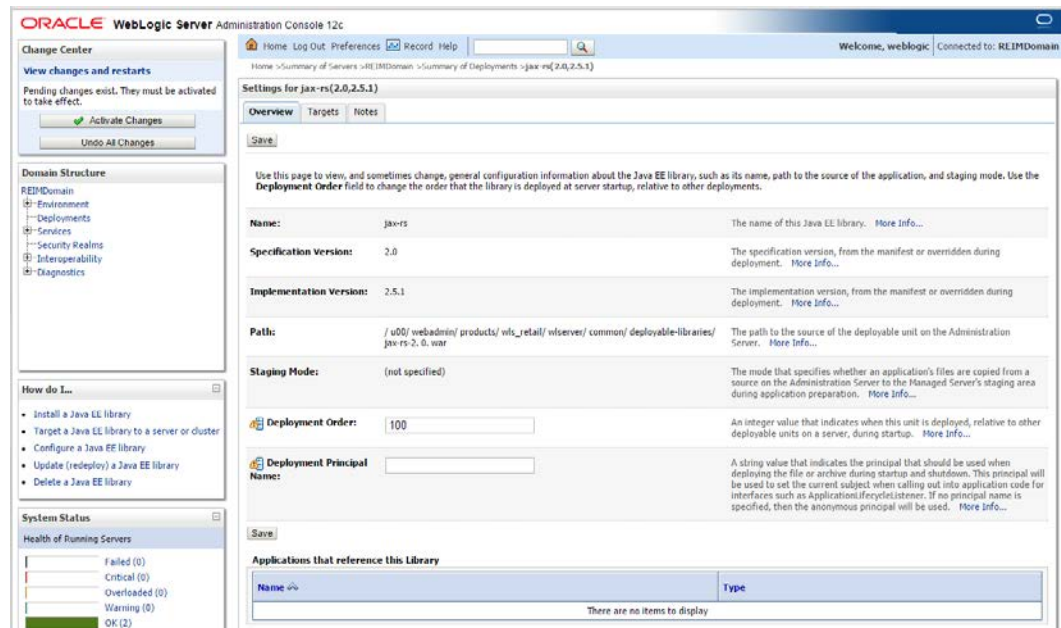 ORACLE WebLogic Server Administration Console 12c
Change Center
View changes and restarts
Pending changes exist. They must be activated
to take effect.
Activate Changes
Undo All Changes
Domain Structure
REIMDomain
Environment
Deployments
Services
Security Realms
Interoperability
Diagnostics
How do I...
Install a Java EE library
Target a Java EE library to a server or cluster
Configure a Java EE library
Update (redeploy) a Java EE library
Delete a Java EE library
System Status
Health of Running Servers
Failed (0)
Critical (0)
Overloaded (0)
Warning (0)
OK (2)
Home Log Out Preferences Record Help
Welcome, weblogic Connected to: REIMDomain
Home >Summary of Servers >REIMDomain >Summary of Deployments >jax-rs(2.0,2.5.1)
Settings for jax-rs(2.0,2.5.1)
Overview Targets Notes
Save
Use this page to view, and sometimes change, general configuration information about the Java EE library, such as its name, path to the source of the application, and staging mode. Use the
Deployment Order field to change the order that the library is deployed at server startup, relative to other deployments.
Name: jax-rs The name of this Java EE library. More Info...
Specification Version: 2.0 The specification version, from the manifest or overridden during
deployment. More Info...
Implementation Version: 2.5.1 The implementation version, from the manifest or overridden during
deployment. More Info...
Path: / u00/ webadmin/ products/ wls_retail/ wlserver/ common/ deployable-libraries/ The path to the source of the deployable unit on the Administration
jax-rs-2. 0. war Server. More Info...
Staging Mode: (not specified) The mode that specifies whether an application's files are copied from a
source on the Administration Server to the Managed Server's staging area
during application preparation. More Info...
Deployment Order: 100 An integer value that indicates when this unit is deployed, relative to other
deployable units on a server, during startup. More Info...
Deployment Principal A string value that indicates the principal that should be used when
Name: deploying the file or archive during startup and shutdown. This principal will
be used to set the current subject when calling out into application code for
interfaces such as ApplicationLifecycleListener. If no principal name is
specified, then the anonymous principal will be used. More Info...
Save
Applications that reference this Library
Name Type
There are no items to display